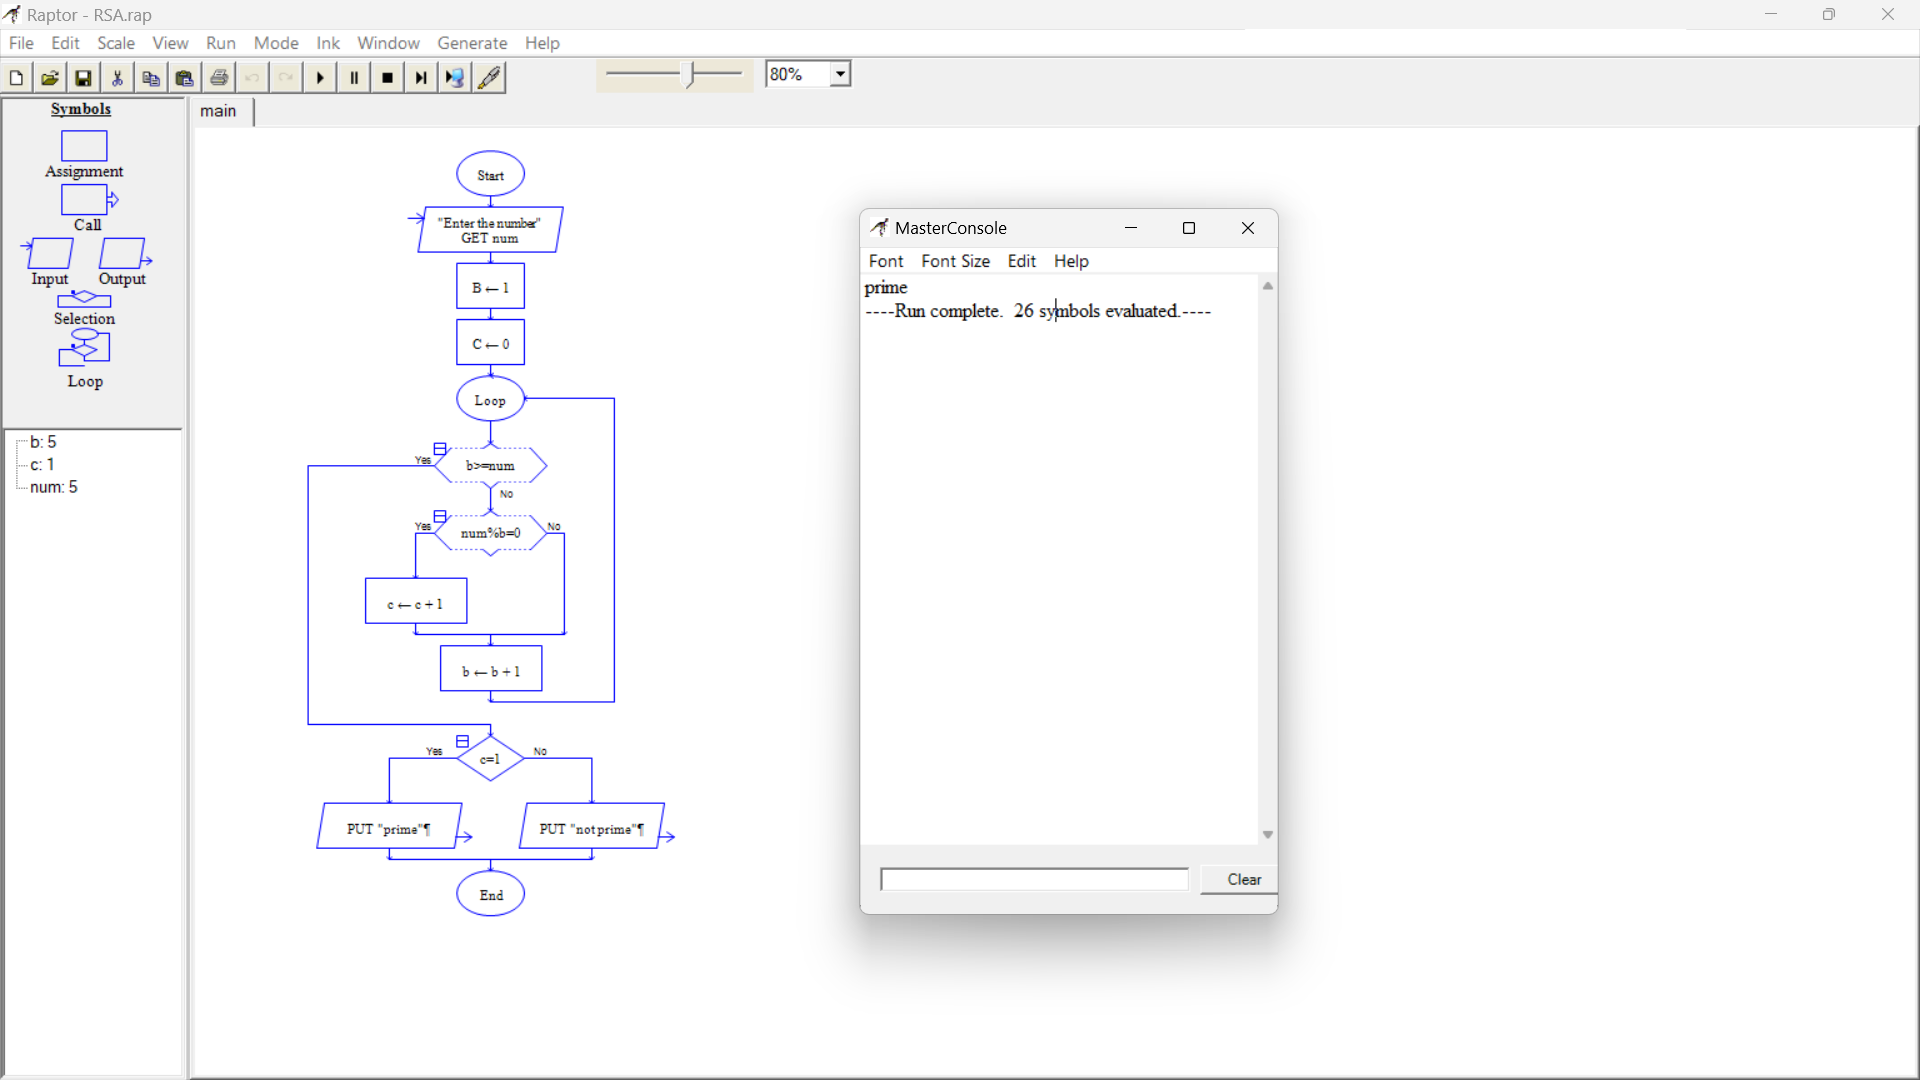 Raptor - RSA.rap
File Edit Scale View Run Mode Ink Window Generate Help
80%
Symbols
Assignment
Call
Input Output
Selection
Loop
b: 5
c: 1
num: 5
main
Start
"Enter the number"
GET num
B ← 1
C ← 0
Loop
Yes
b>=num
No
Yes
num%b=0
No
c ← c + 1
b ← b + 1
Yes
c=1
No
PUT "prime"¶
PUT "not prime"¶
End
MasterConsole
Font Font Size Edit Help
prime
----Run complete. 26 symbols evaluated.----
Clear